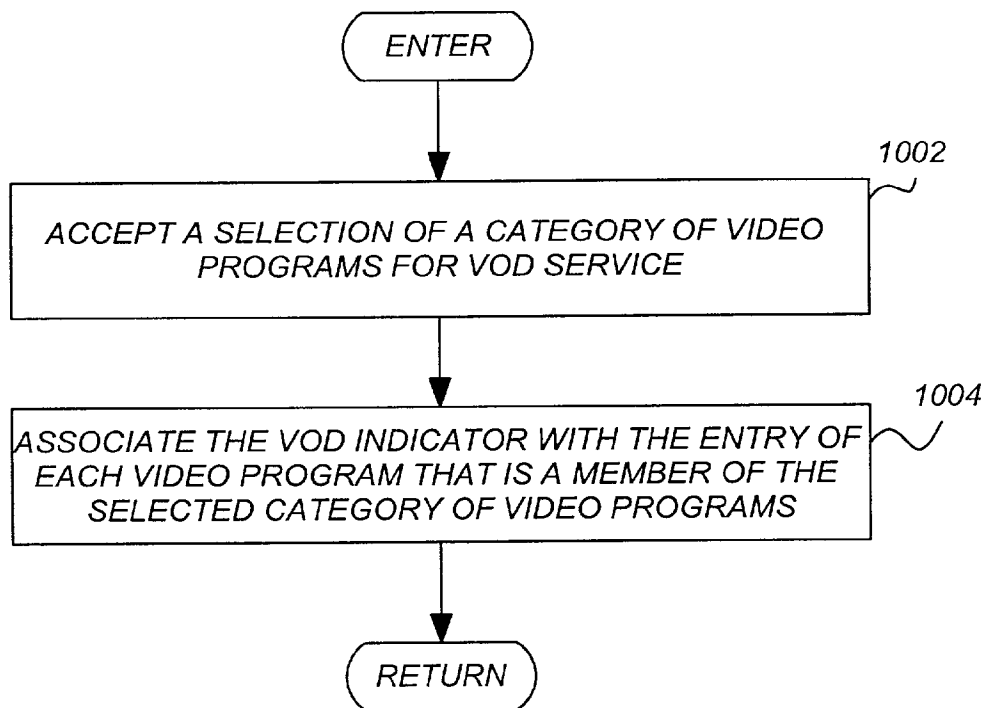 ENTER
1002
ACCEPT A SELECTION OF A CATEGORY OF VIDEO
PROGRAMS FOR VOD SERVICE
1004
ASSOCIATE THE VOD INDICATOR WITH THE ENTRY OF
EACH VIDEO PROGRAM THAT IS A MEMBER OF THE
SELECTED CATEGORY OF VIDEO PROGRAMS
RETURN